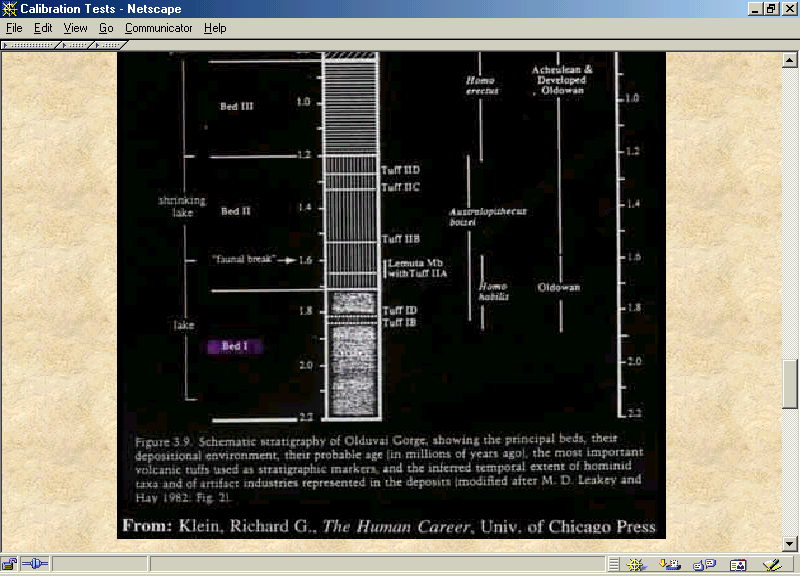 Calibration Tests - Netscape
File Edit View Go Communicator Help
Acheulean &
Developed
Oldowan
Homo
erectus
Bed III
1.0
1.0
1.2
1.2
Tuff IID
Tuff IIC
shrinking
lake
Bed II
1.4
1.4
Australopithecus
boisei
Tuff IIB
"faunal break"
1.6
Lemuta Mb
with Tuff IIA
1.6
Homo
habilis
Oldowan
1.8
Tuff ID
1.8
lake
Tuff IB
Bed I
2.0
2.0
2.2
2.2
Figure 3.9. Schematic stratigraphy of Olduvai Gorge, showing the principal beds, their
depositional environment, their probable age (in millions of years ago), the most important
volcanic tuffs used as stratigraphic markers, and the inferred temporal extent of hominid
taxa and of artifact industries represented in the deposits (modified after M. D. Leakey and
Hay 1982: Fig. 2).
From: Klein, Richard G., The Human Career, Univ. of Chicago Press